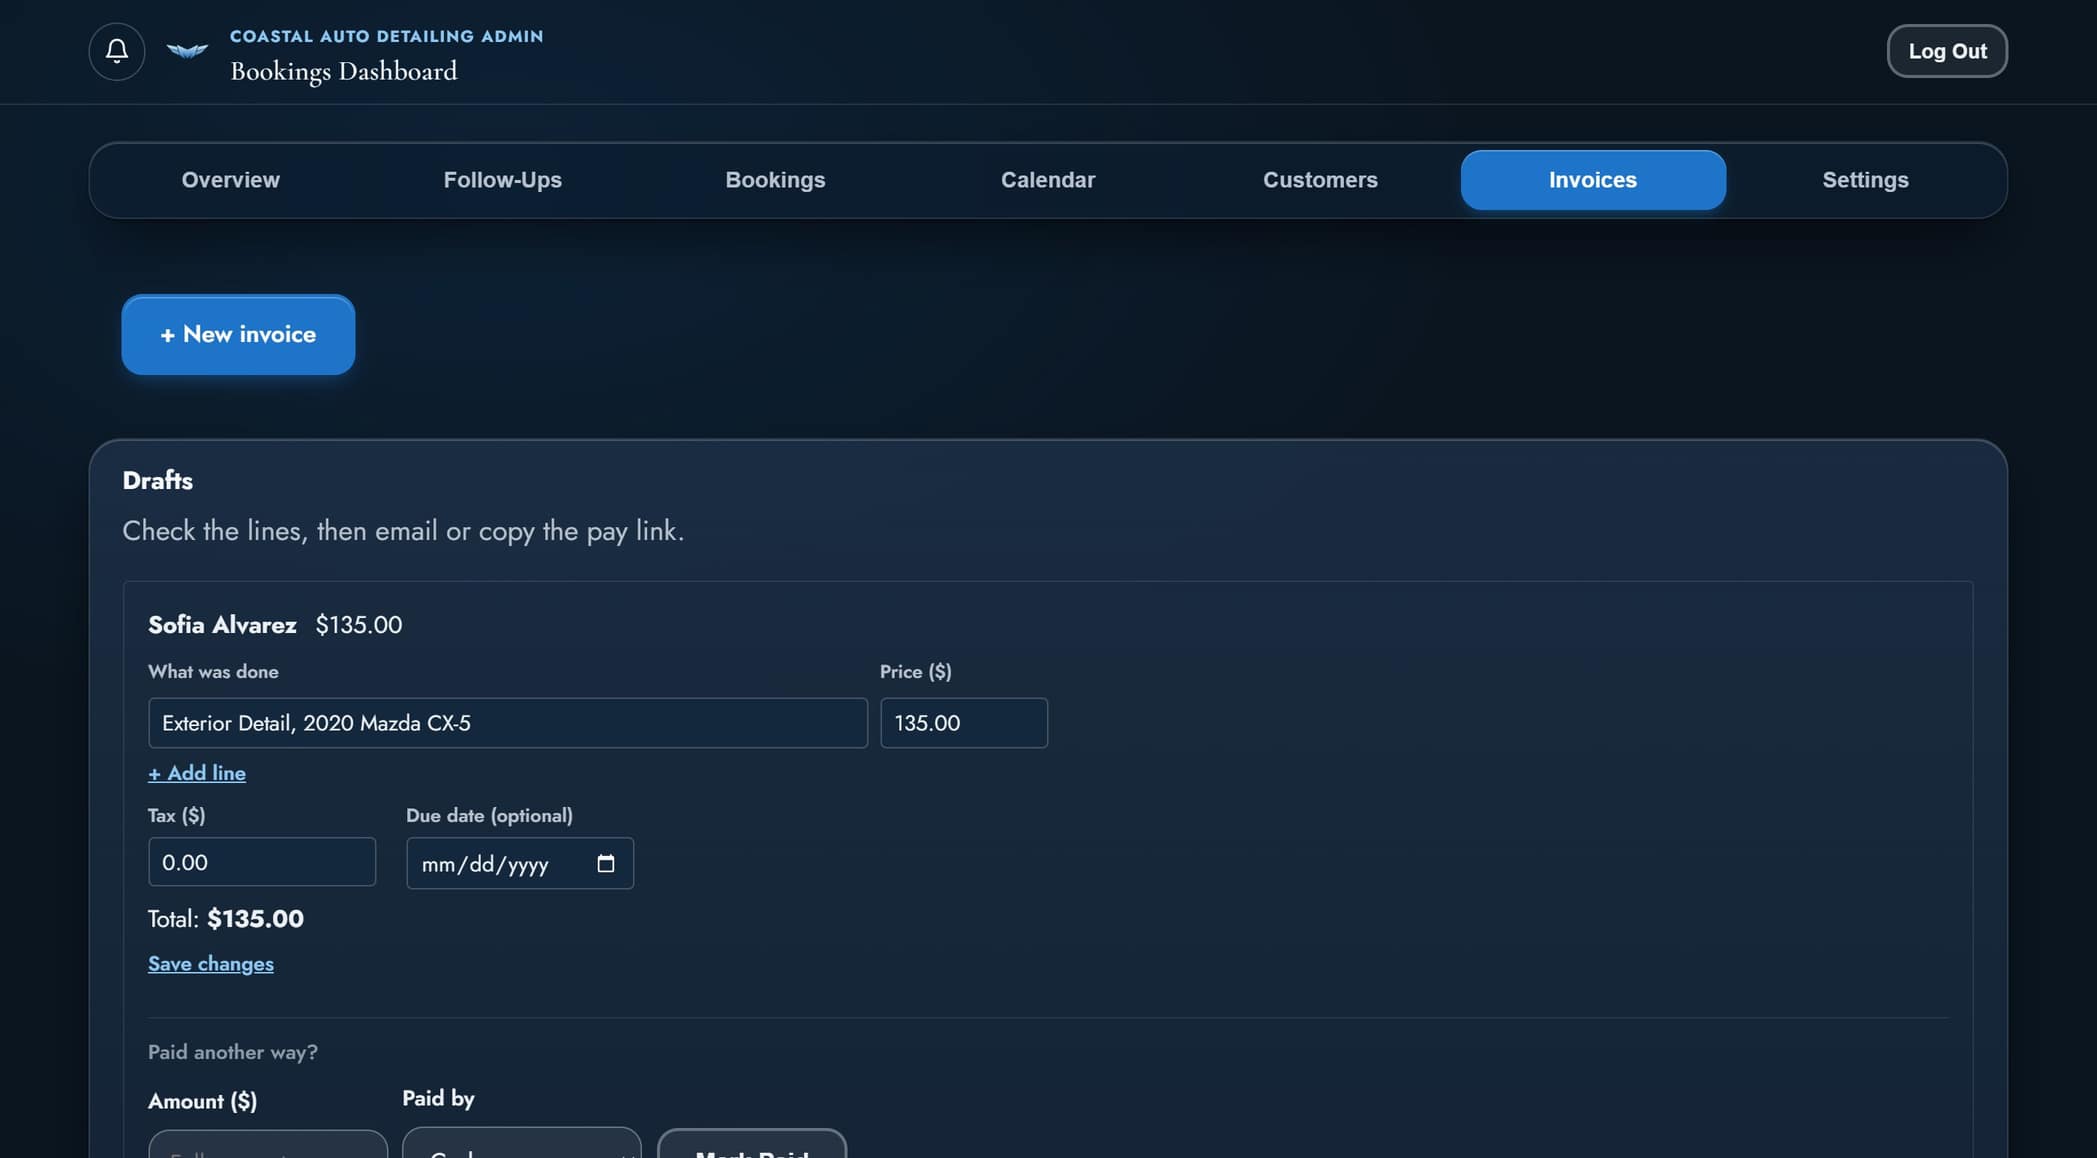 COASTAL AUTO DETAILING ADMIN
Bookings Dashboard
Log Out
Overview
Follow-Ups
Bookings
Calendar
Customers
Invoices
Settings
+ New invoice
Drafts
Check the lines, then email or copy the pay link.
Sofia Alvarez $135.00
What was done
Price ($)
Exterior Detail, 2020 Mazda CX-5
135.00
+ Add line
Tax ($)
Due date (optional)
0.00
mm/dd/yyyy
Total: $135.00
Save changes
Paid another way?
Amount ($)
Paid by
Mark Paid